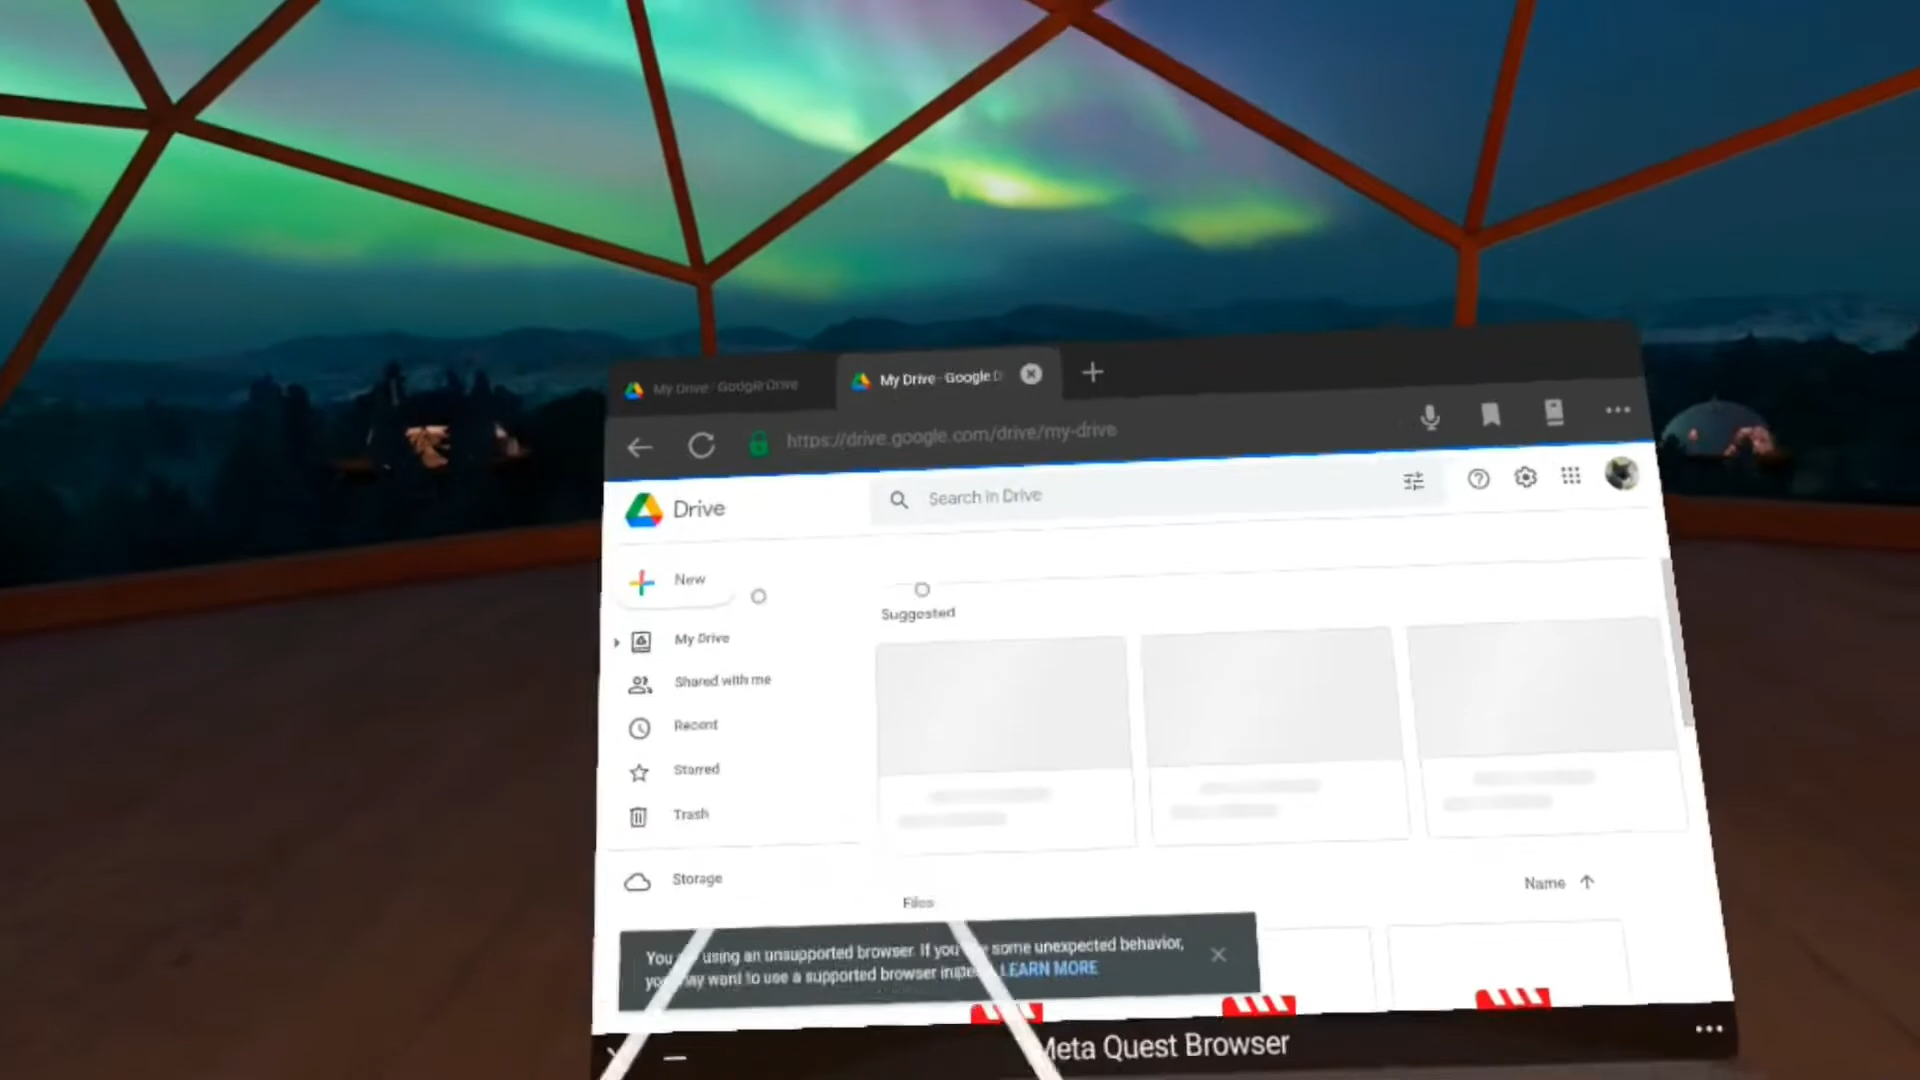 My Drive - Google Drive
My Drive - Google D
https://drive.google.com/drive/my-drive
Drive
Search in Drive
New
Suggested
My Drive
Shared with me
Recent
Starred
Trash
Storage
Name
Files
You using an unsupported browser. If you some unexpected behavior,
may want to use a supported browser LEARN MORE
Meta Quest Browser